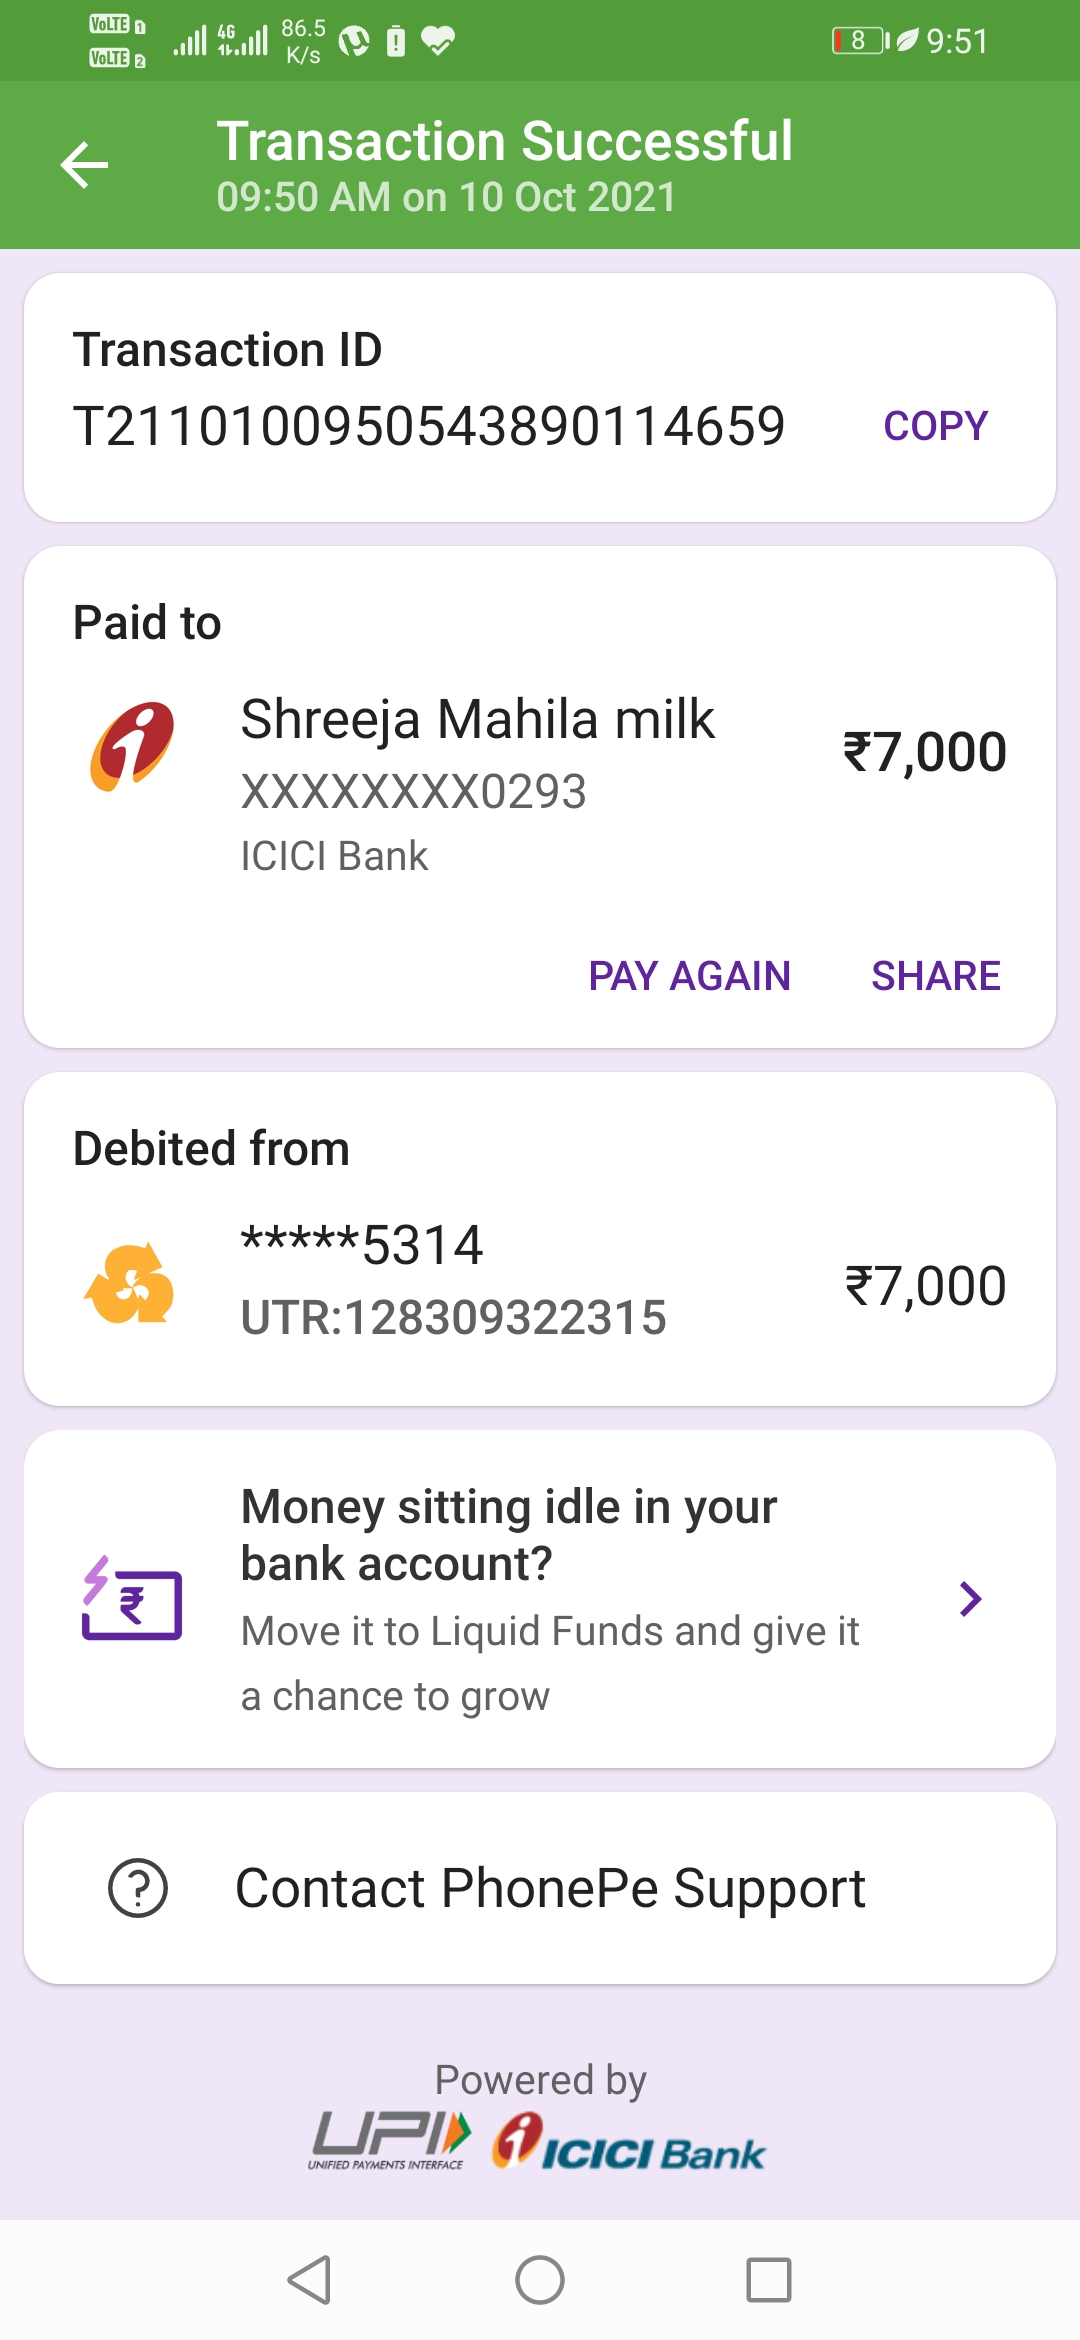 VoLTE 1
VoLTE 2
4G
86.5
K/s
8
9:51
Transaction Successful
09:50 AM on 10 Oct 2021
Transaction ID
T2110100950543890114659
COPY
Paid to
Shreeja Mahila milk
₹7,000
XXXXXXXX0293
ICICI Bank
PAY AGAIN
SHARE
Debited from
*****5314
₹7,000
UTR:128309322315
Money sitting idle in your
bank account?
Move it to Liquid Funds and give it
a chance to grow
Contact PhonePe Support
Powered by
UPI
UNIFIED PAYMENTS INTERFACE
ICICI Bank